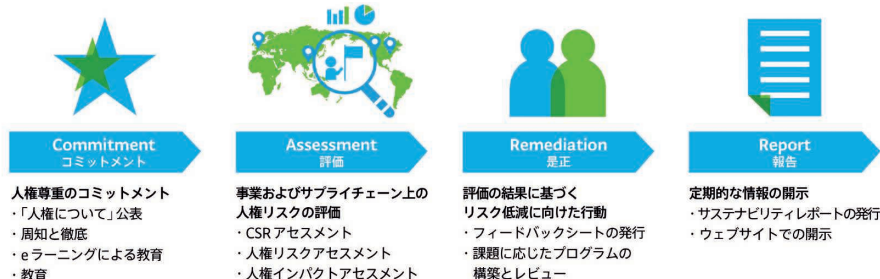 Commitment
コミットメント
人権尊重のコミットメント
・「人権について」公表
・周知と徹底
・eラーニングによる教育
・教育
Assessment
評価
事業およびサプライチェーン上の
人権リスクの評価
・CSR アセスメント
・人権リスクアセスメント
・人権インパクトアセスメント
Remediation
是正
評価の結果に基づく
リスク低減に向けた行動
・フィードバックシートの発行
・課題に応じたプログラムの
構築とレビュー
Report
報告
定期的な情報の開示
・サステナビリティレポートの発行
・ウェブサイトでの開示